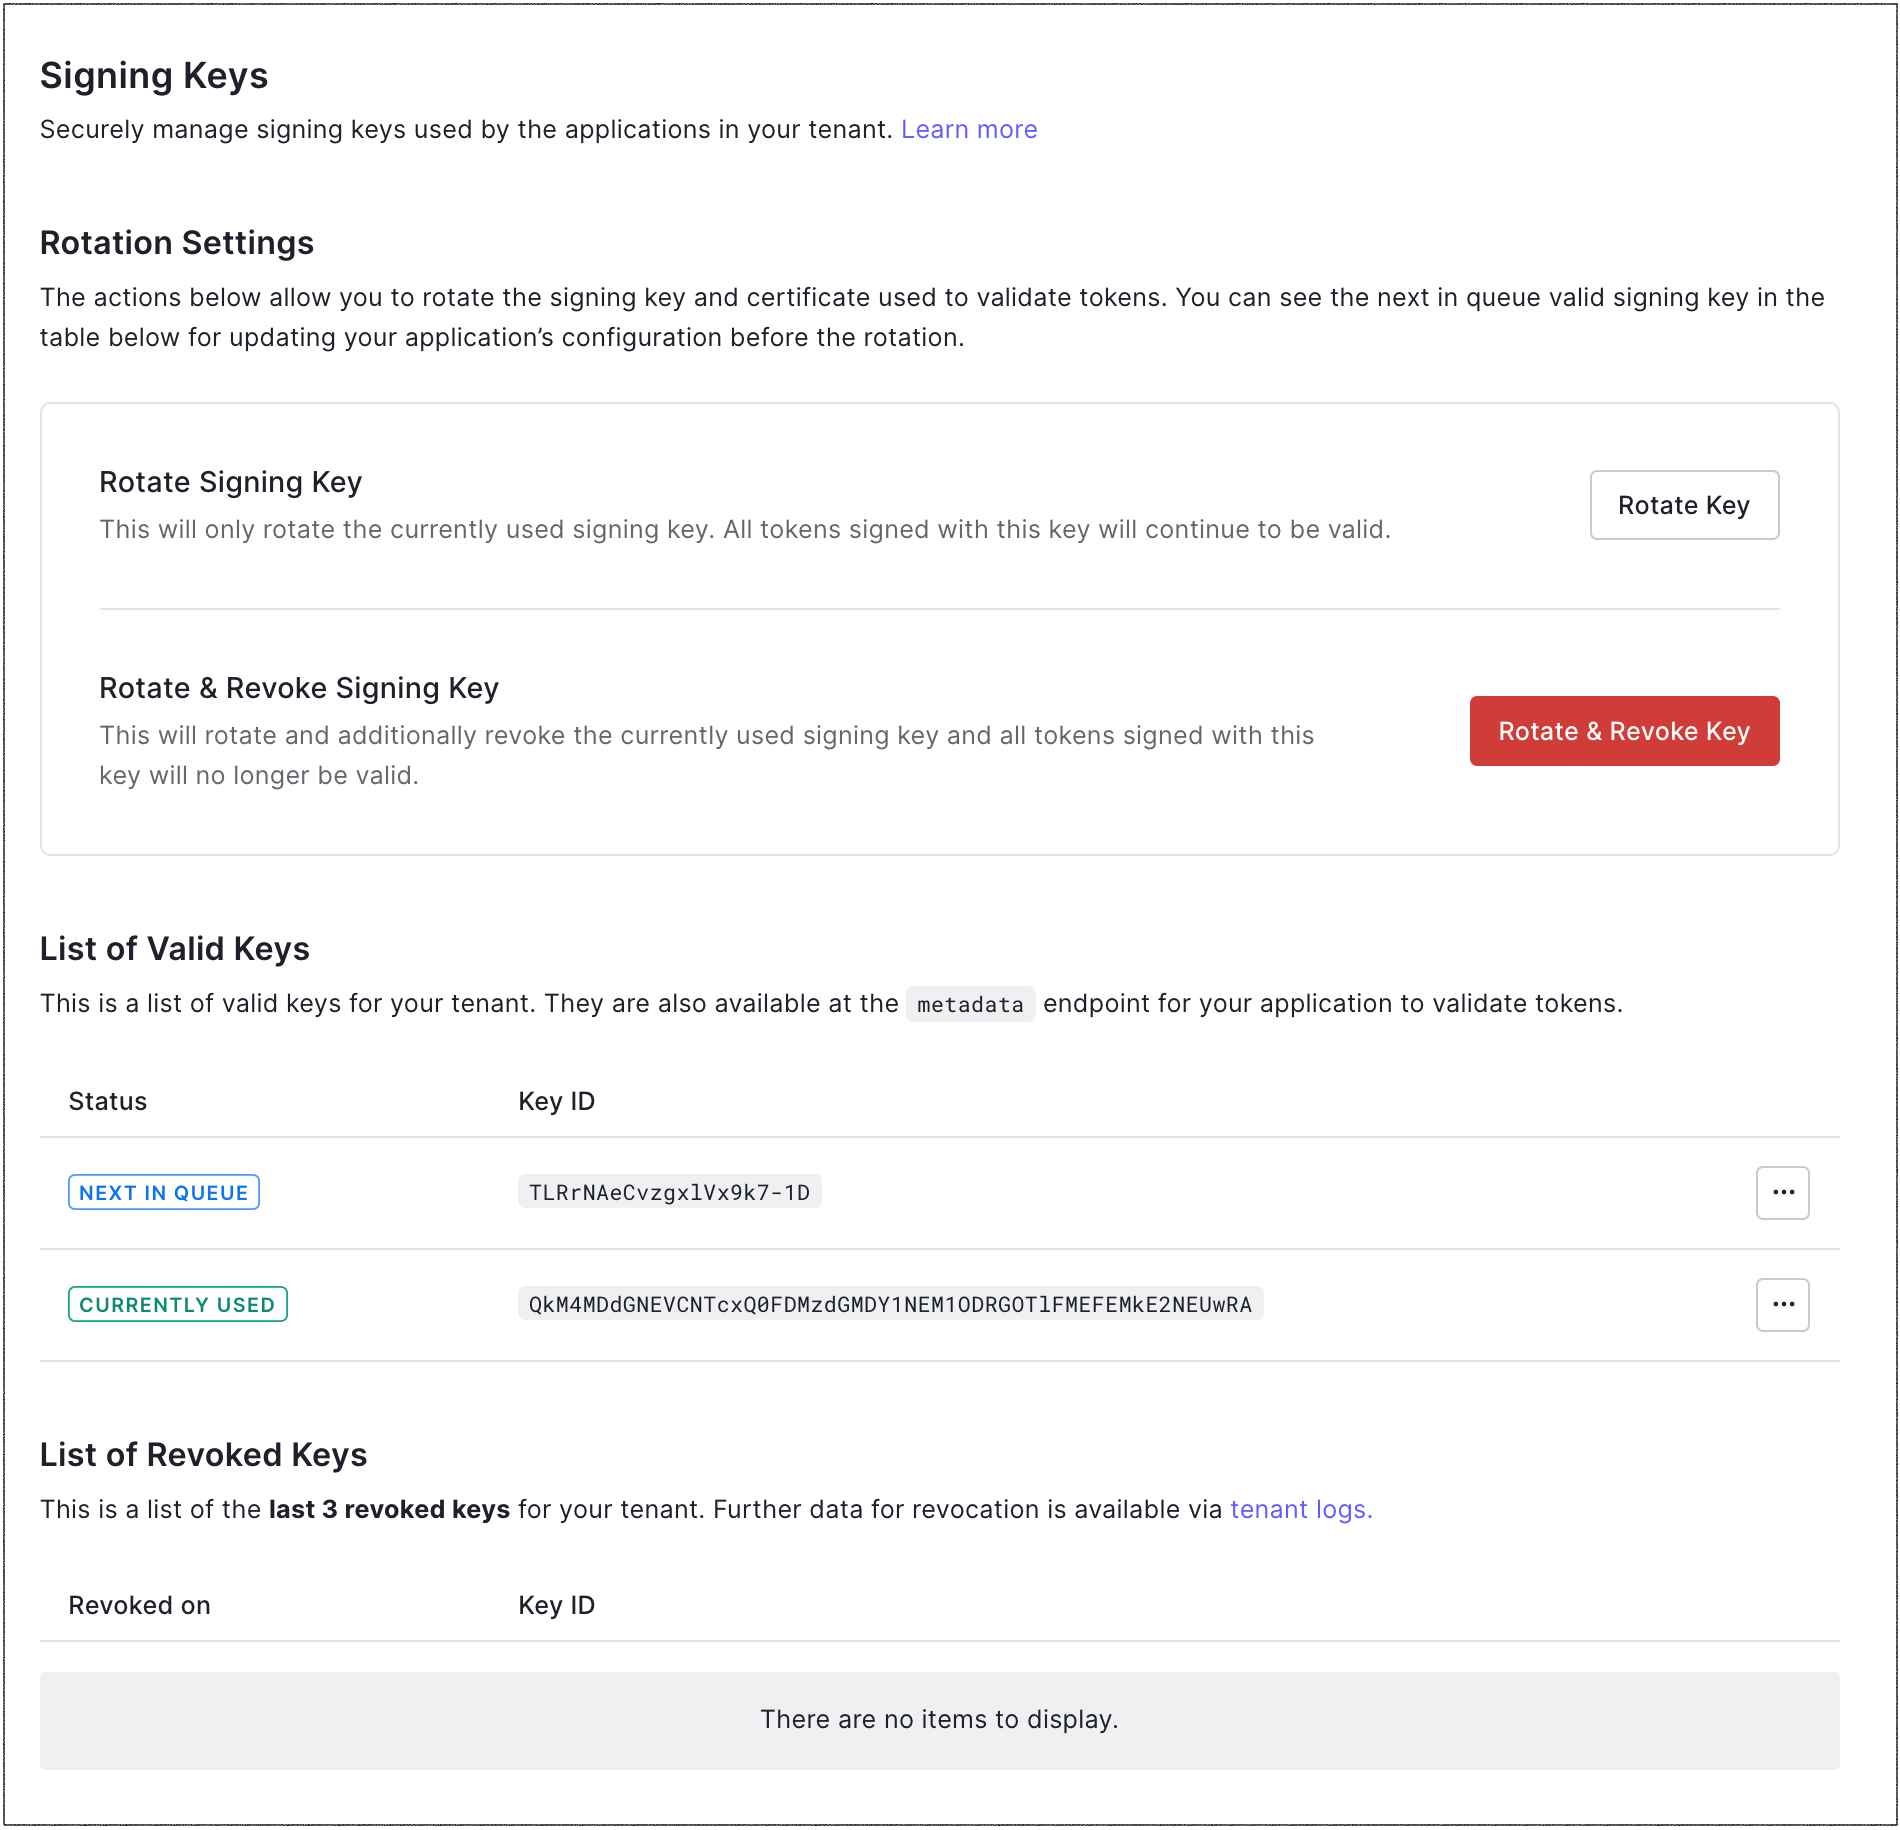 Signing Keys
Securely manage signing keys used by the applications in your tenant. Learn more
Rotation Settings
The actions below allow you to rotate the signing key and certificate used to validate tokens. You can see the next in queue valid signing key in the
table below for updating your application’s configuration before the rotation.
Rotate Signing Key
This will only rotate the currently used signing key. All tokens signed with this key will continue to be valid.
Rotate Key
Rotate & Revoke Signing Key
This will rotate and additionally revoke the currently used signing key and all tokens signed with this
key will no longer be valid.
Rotate & Revoke Key
List of Valid Keys
This is a list of valid keys for your tenant. They are also available at the metadata endpoint for your application to validate tokens.
Status Key ID
NEXT IN QUEUE TLRrNAeCvzgxlVx9k7-1D
CURRENTLY USED QkM4MDdGNEVCNTcxQ0FDMzdGMDY1NEM1ODRGOTlFMEFEMkE2NEUwRA
List of Revoked Keys
This is a list of the last 3 revoked keys for your tenant. Further data for revocation is available via tenant logs.
Revoked on Key ID
There are no items to display.